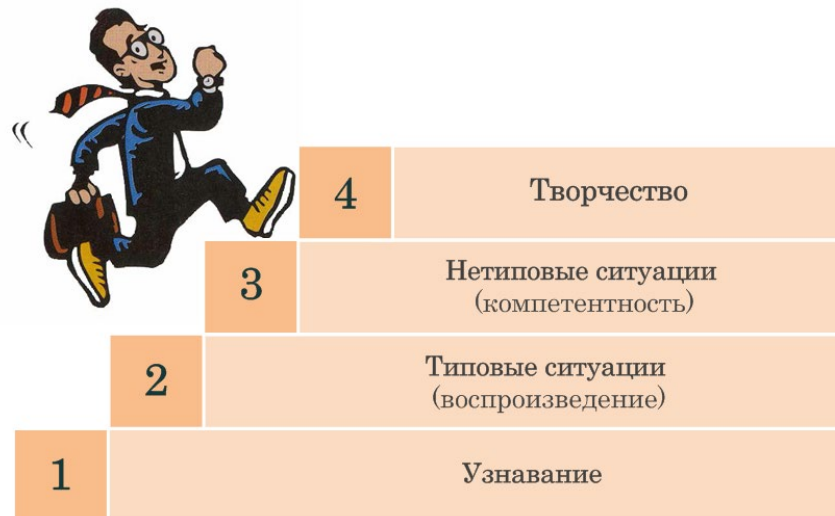 4
Творчество
3
Нетиповые ситуации
(компетентность)
2
Типовые ситуации
(воспроизведение)
1
Узнавание